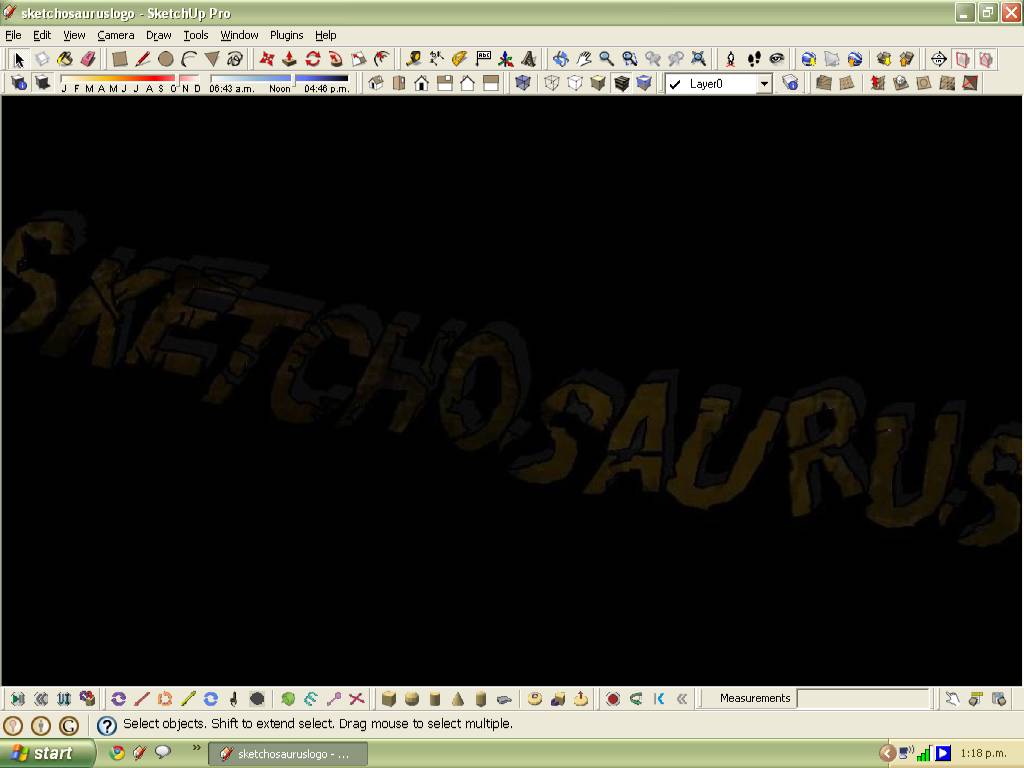 sketchosauruslogo - SketchUp Pro
File Edit View Camera Draw Tools Window Plugins Help
ABC
J F M A M J J A S O N D 06:43 a.m. Noon 04:46 p.m. Layer0
SKETCHOSAURUS
Measurements
Select objects. Shift to extend select. Drag mouse to select multiple.
start sketchosauruslogo - ... 1:18 p.m.